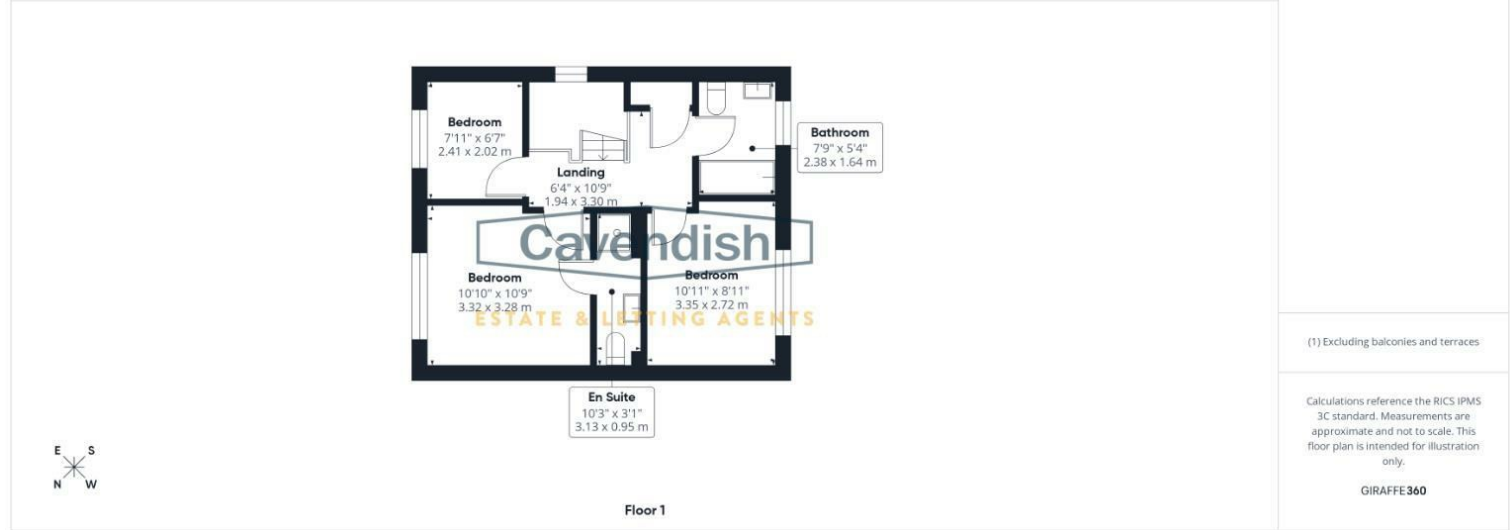 Bedroom
7'11" x 6'7"
2.41 x 2.02 m
Bathroom
7'9" x 5'4"
2.38 x 1.64 m
Landing
6'4" x 10'9"
1.94 x 3.30 m
Cavendish
ESTATE & LETTING AGENTS
Bedroom
10'10" x 10'9"
3.32 x 3.28 m
Bedroom
10'11" x 8'11"
3.35 x 2.72 m
En Suite
10'3" x 3'1"
3.13 x 0.95 m
E S
N W
Floor 1
(1) Excluding balconies and terraces
Calculations reference the RICS IPMS
3C standard. Measurements are
approximate and not to scale. This
floor plan is intended for illustration
only.
GIRAFFE360